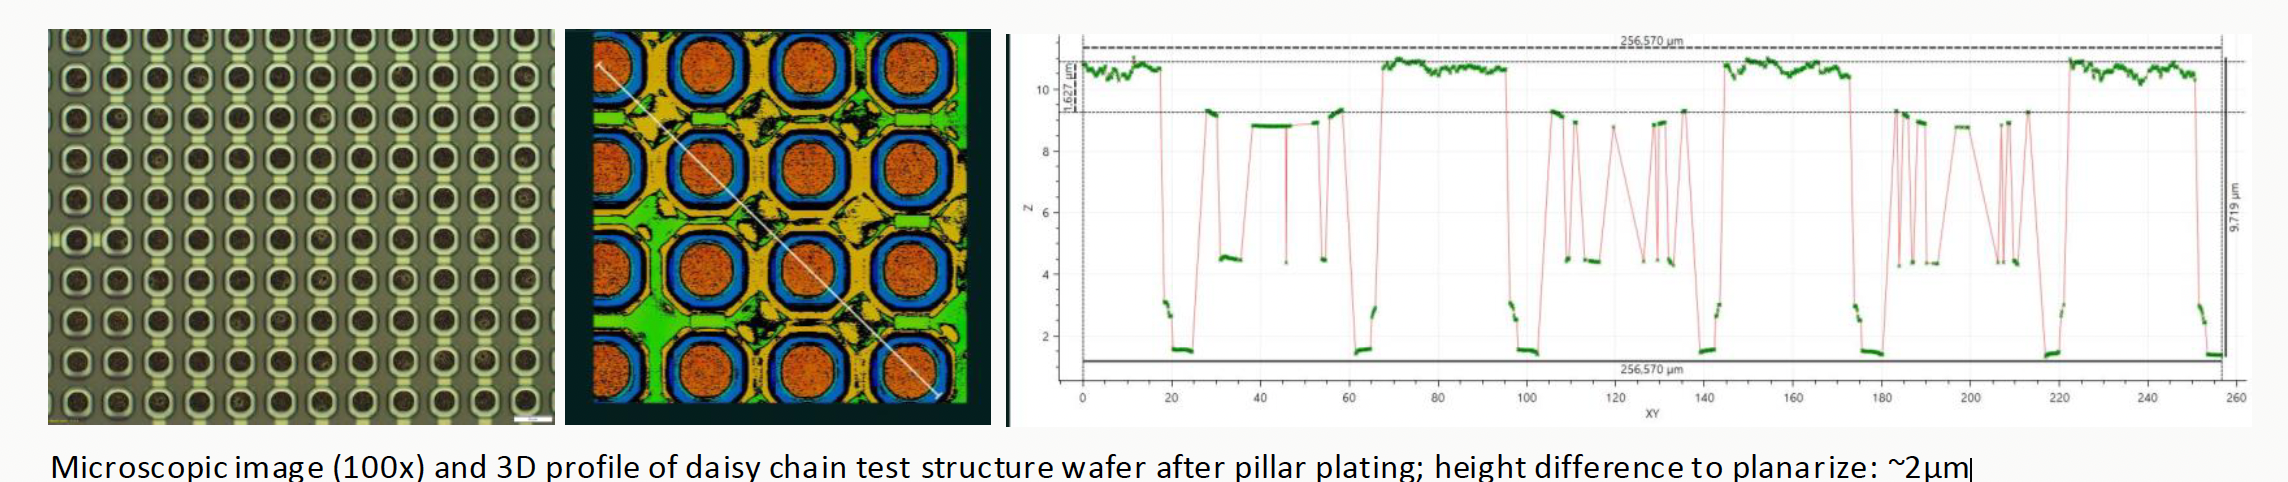 256,570 µm
1,627 µm
10
8
6
4
2
Z
9,719 µm
256,570 µm
0 20 40 60 80 100 120 140 160 180 200 220 240 260
XY
Microscopic image (100x) and 3D profile of daisy chain test structure wafer after pillar plating; height difference to planarize: ~2µm